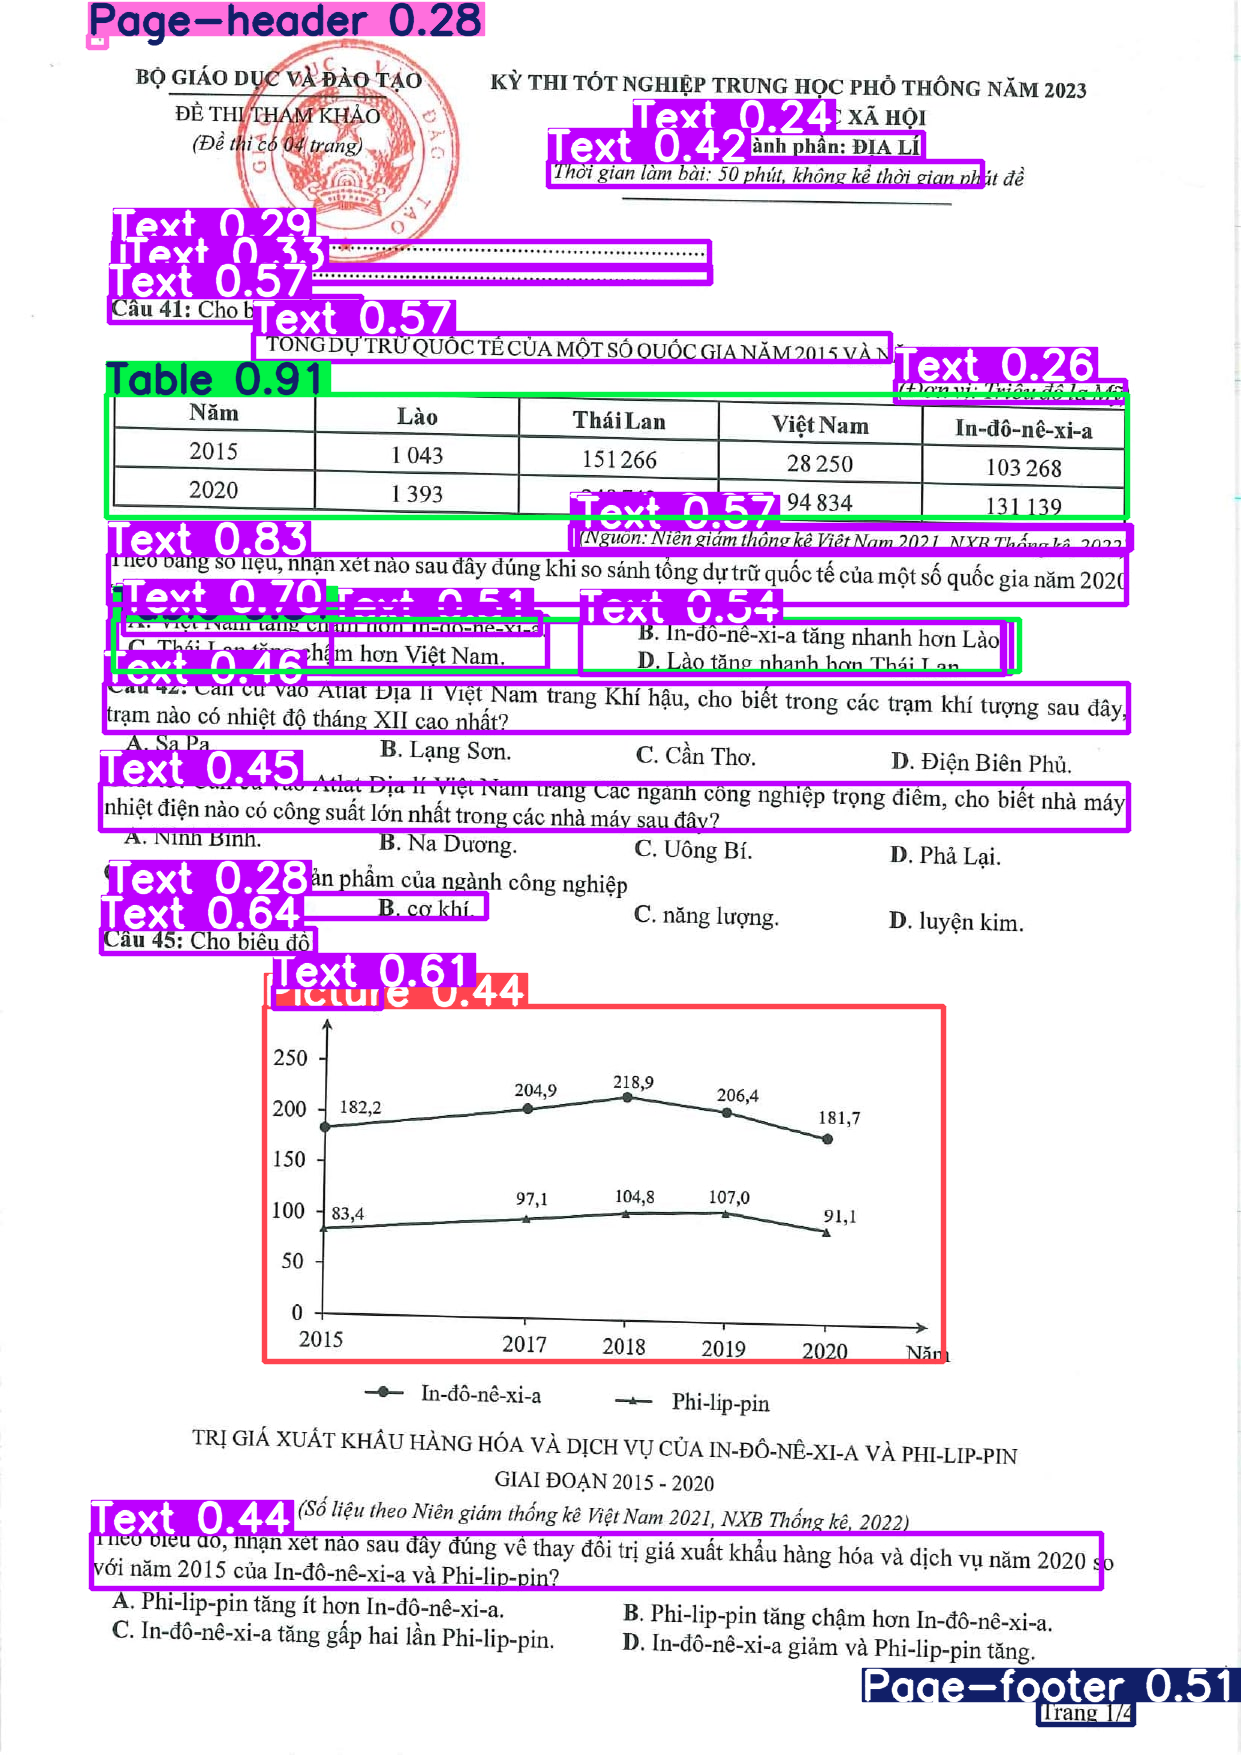 Page-header 0.28
BỘ GIÁO DỤC VÀ ĐÀO TẠO
ĐỀ THI THAM KHẢO
(Đề thi có 04 trang)
KỲ THI TỐT NGHIỆP TRUNG HỌC PHỔ THÔNG NĂM 2023
Text 0.24 XÃ HỘI
Text 0.42 ành phần: ĐỊA LÍ
Thời gian làm bài: 50 phút, không kể thời gian phát đề
Text 0.29
Text 0.33
Text 0.57
Câu 41: Cho
Text 0.57
TỔNG DỰ TRỮ QUỐC TẾ CỦA MỘT SỐ QUỐC GIA NĂM 2015 VÀ
Text 0.26
(Đơn vị: Triệu đô la Mỹ)
Table 0.91
Năm Lào Thái Lan Việt Nam In-đô-nê-xi-a
2015 1 043 151 266 28 250 103 268
2020 1 393 94 834 131 139
Text 0.57
(Nguồn: Niên giám thống kê Việt Nam 2021, NXB Thống kê, 2022)
Text 0.83
Theo bảng số liệu, nhận xét nào sau đây đúng khi so sánh tổng dự trữ quốc tế của một số quốc gia năm 2020
Text 0.70 Text 0.51 Text 0.54
A. Việt Nam tăng chậm hơn In-đô-nê-xi-a. B. In-đô-nê-xi-a tăng nhanh hơn Lào
C. Thái Lan tăng chậm hơn Việt Nam. D. Lào tăng nhanh hơn Thái Lan
Text 0.46
Câu 42: Căn cứ vào Atlat Địa lí Việt Nam trang Khí hậu, cho biết trong các trạm khí tượng sau đây,
trạm nào có nhiệt độ tháng XII cao nhất?
A. Sa Pa B. Lạng Sơn. C. Cần Thơ. D. Điện Biên Phủ.
Text 0.45
vào Atlat Địa lí Việt Nam trang Các ngành công nghiệp trọng điểm, cho biết nhà máy
nhiệt điện nào có công suất lớn nhất trong các nhà máy sau đây?
A. Ninh Bình. B. Na Dương. C. Uông Bí. D. Phả Lại.
Text 0.28 ản phẩm của ngành công nghiệp
Text 0.64 B. cơ khí. C. năng lượng. D. luyện kim.
Câu 45: Cho biểu đồ
Text 0.61
Picture 0.44
250
200
150
100
50
0
182,2 204,9 218,9 206,4 181,7
83,4 97,1 104,8 107,0 91,1
2015 2017 2018 2019 2020 Năm
In-đô-nê-xi-a Phi-lip-pin
TRỊ GIÁ XUẤT KHẨU HÀNG HÓA VÀ DỊCH VỤ CỦA IN-ĐÔ-NÊ-XI-A VÀ PHI-LIP-PIN
GIAI ĐOẠN 2015 - 2020
Text 0.44 (Số liệu theo Niên giám thống kê Việt Nam 2021, NXB Thống kê, 2022)
Theo biểu đồ, nhận xét nào sau đây đúng về thay đổi trị giá xuất khẩu hàng hóa và dịch vụ năm 2020 so
với năm 2015 của In-đô-nê-xi-a và Phi-lip-pin?
A. Phi-lip-pin tăng ít hơn In-đô-nê-xi-a. B. Phi-lip-pin tăng chậm hơn In-đô-nê-xi-a.
C. In-đô-nê-xi-a tăng gấp hai lần Phi-lip-pin. D. In-đô-nê-xi-a giảm và Phi-lip-pin tăng.
Page-footer 0.51
Trang 1/4